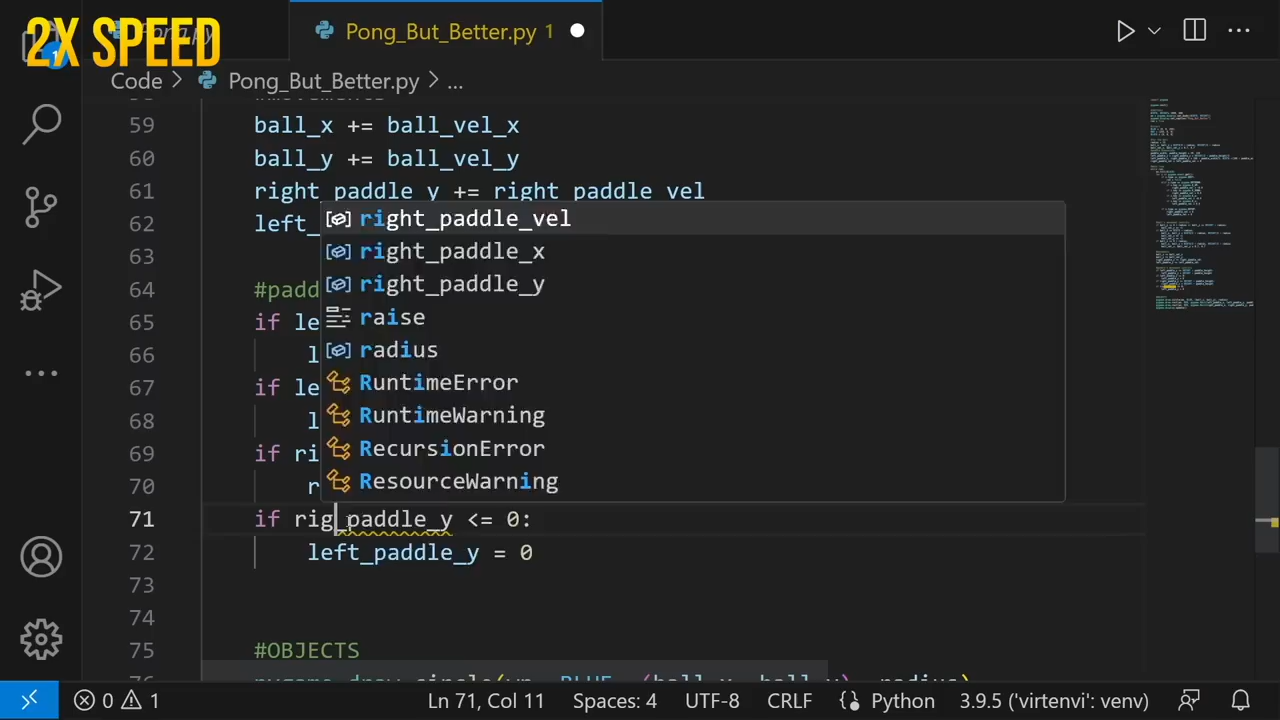 2X SPEED
Pong_But_Better.py 1
Code > Pong_But_Better.py > ...
59 ball_x += ball_vel_x
60 ball_y += ball_vel_y
61 right_paddle_y += right_paddle_vel
62 left_
63
64 #padd
65 if le
66 l
67 if le
68 l
69 if ri
70 r
71 if rig_paddle_y <= 0:
72 left_paddle_y = 0
73
74
75 #OBJECTS
right_paddle_vel
right_paddle_x
right_paddle_y
raise
radius
RuntimeError
RuntimeWarning
RecursionError
ResourceWarning
0 1 Ln 71, Col 11 Spaces: 4 UTF-8 CRLF Python 3.9.5 ('virtenvi': venv)